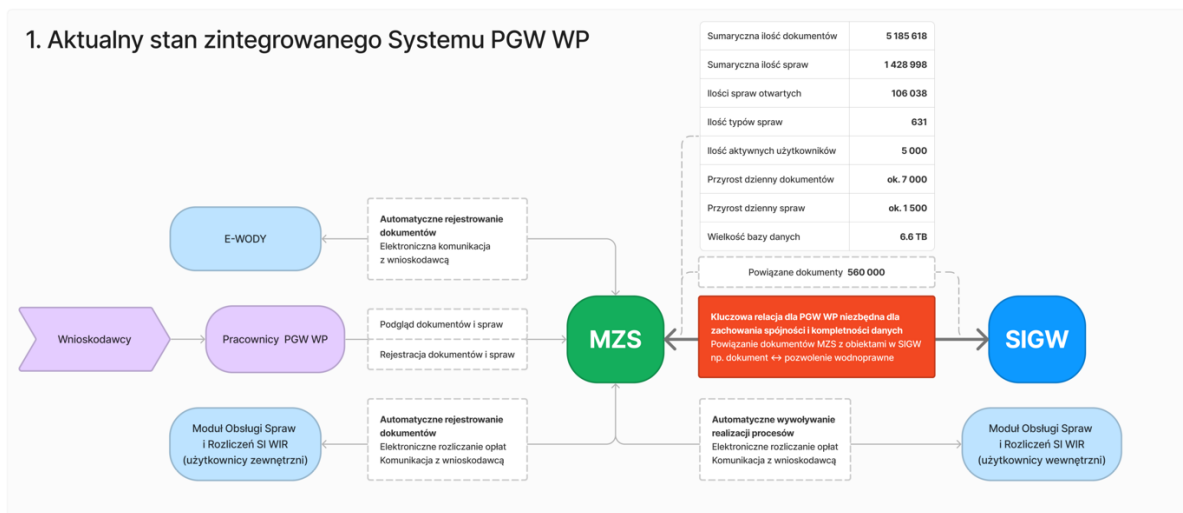 1. Aktualny stan zintegrowanego Systemu PGW WP
Sumaryczna ilość dokumentów 5 185 618
Sumaryczna ilość spraw 1 428 998
Ilości spraw otwartych 106 038
Ilość typów spraw 631
Ilość aktywnych użytkowników 5 000
Przyrost dzienny dokumentów ok. 7 000
Przyrost dzienny spraw ok. 1 500
Wielkość bazy danych 6.6 TB
Powiązane dokumenty 560 000
E-WODY
Automatyczne rejestrowanie
dokumentów
Elektroniczna komunikacja
z wnioskodawcą
Wnioskodawcy
Pracownicy PGW WP
Podgląd dokumentów i spraw
Rejestracja dokumentów i spraw
MZS
Kluczowa relacja dla PGW WP niezbędna dla
zachowania spójności i kompletności danych
Powiązanie dokumentów MZS z obiektami w SIGW
np. dokument ↔ pozwolenie wodnoprawne
SIGW
Moduł Obsługi Spraw
i Rozliczeń SI WIR
(użytkownicy zewnętrzni)
Automatyczne rejestrowanie
dokumentów
Elektroniczne rozliczanie opłat
Komunikacja z wnioskodawcą
Automatyczne wywoływanie
realizacji procesów
Elektroniczne rozliczanie opłat
Komunikacja z wnioskodawcą
Moduł Obsługi Spraw
i Rozliczeń SI WIR
(użytkownicy wewnętrzni)